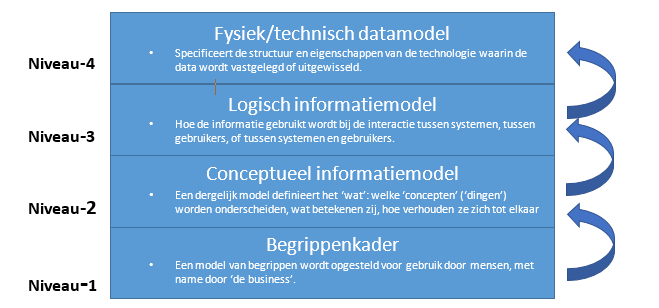 Fysiek/technisch datamodel
Niveau-4
• Specificeert de structuur en eigenschappen van de technologie waarin de
data wordt vastgelegd of uitgewisseld.
Logisch informatiemodel
Niveau-3
• Hoe de informatie gebruikt wordt bij de interactie tussen systemen, tussen
gebruikers, of tussen systemen en gebruikers.
Conceptueel informatiemodel
Niveau-2
• Een dergelijk model definieert het ‘wat’: welke ‘concepten’ (‘dingen’)
worden onderscheiden, wat betekenen zij, hoe verhouden ze zich tot elkaar
Begrippenkader
Niveau-1
• Een model van begrippen wordt opgesteld voor gebruik door mensen, met
name door ‘de business’.